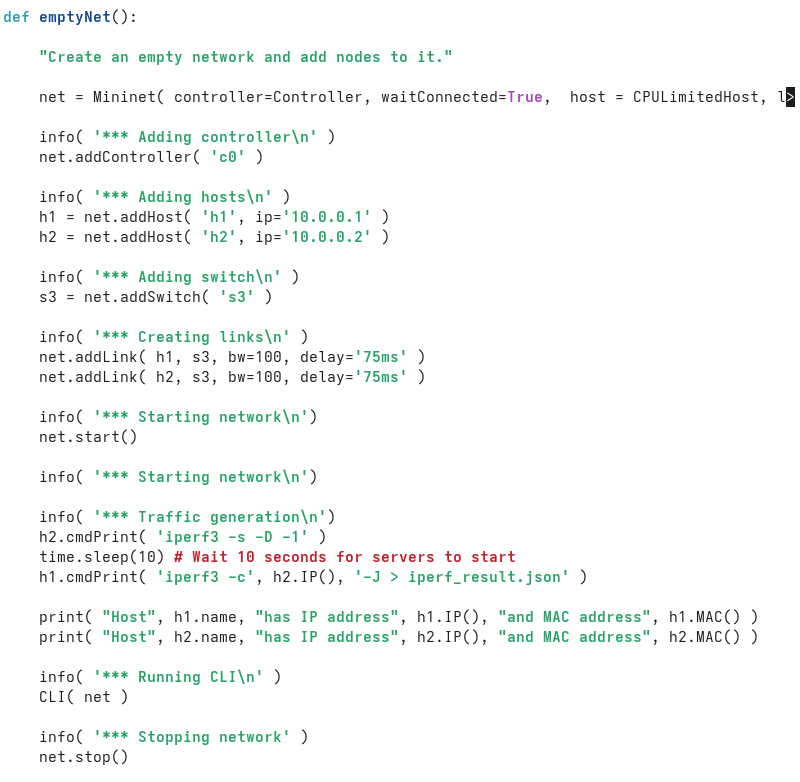 def emptyNet():
    "Create an empty network and add nodes to it."
    net = Mininet( controller=Controller, waitConnected=True,  host = CPULimitedHost, l>
    info( '*** Adding controller\n' )
    net.addController( 'c0' )
    info( '*** Adding hosts\n' )
    h1 = net.addHost( 'h1', ip='10.0.0.1' )
    h2 = net.addHost( 'h2', ip='10.0.0.2' )
    info( '*** Adding switch\n' )
    s3 = net.addSwitch( 's3' )
    info( '*** Creating links\n' )
    net.addLink( h1, s3, bw=100, delay='75ms' )
    net.addLink( h2, s3, bw=100, delay='75ms' )
    info( '*** Starting network\n')
    net.start()
    info( '*** Starting network\n')
    info( '*** Traffic generation\n')
    h2.cmdPrint( 'iperf3 -s -D -1' )
    time.sleep(10) # Wait 10 seconds for servers to start
    h1.cmdPrint( 'iperf3 -c', h2.IP(), '-J > iperf_result.json' )
    print( "Host", h1.name, "has IP address", h1.IP(), "and MAC address", h1.MAC() )
    print( "Host", h2.name, "has IP address", h2.IP(), "and MAC address", h2.MAC() )
    info( '*** Running CLI\n' )
    CLI( net )
    info( '*** Stopping network' )
    net.stop()